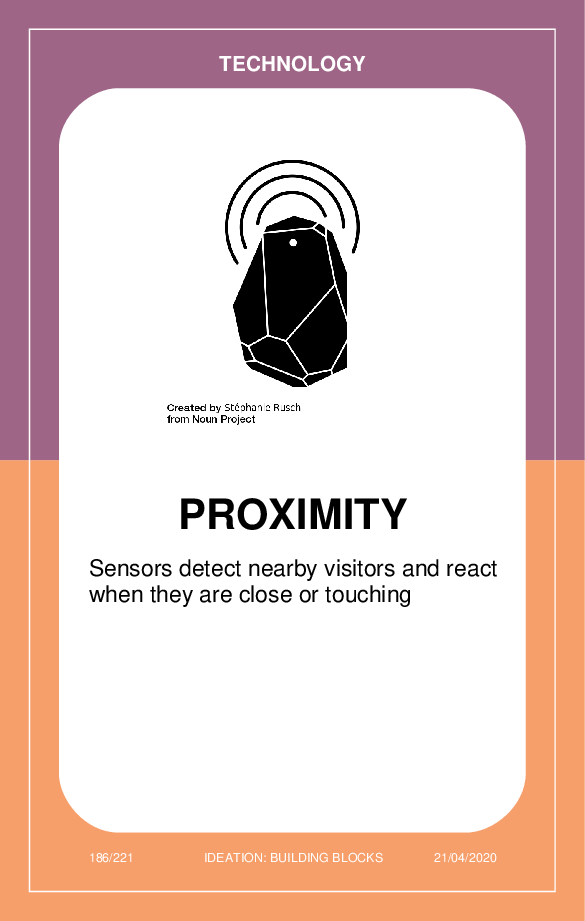 TECHNOLOGY
Created by Stéphanie Rusch
from Noun Project
PROXIMITY
Sensors detect nearby visitors and react
when they are close or touching
186/221 IDEATION: BUILDING BLOCKS 21/04/2020